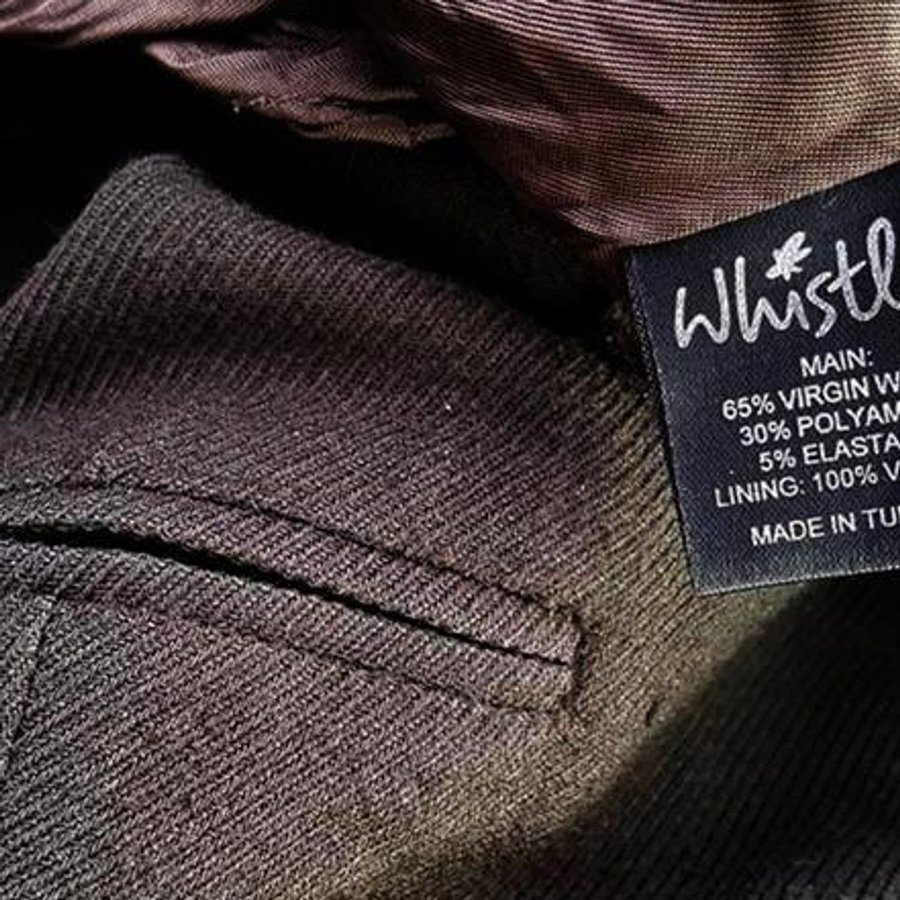 Whistl
MAIN:
65% VIRGIN W
30% POLYAM
5% ELASTA
LINING: 100% V
MADE IN TU